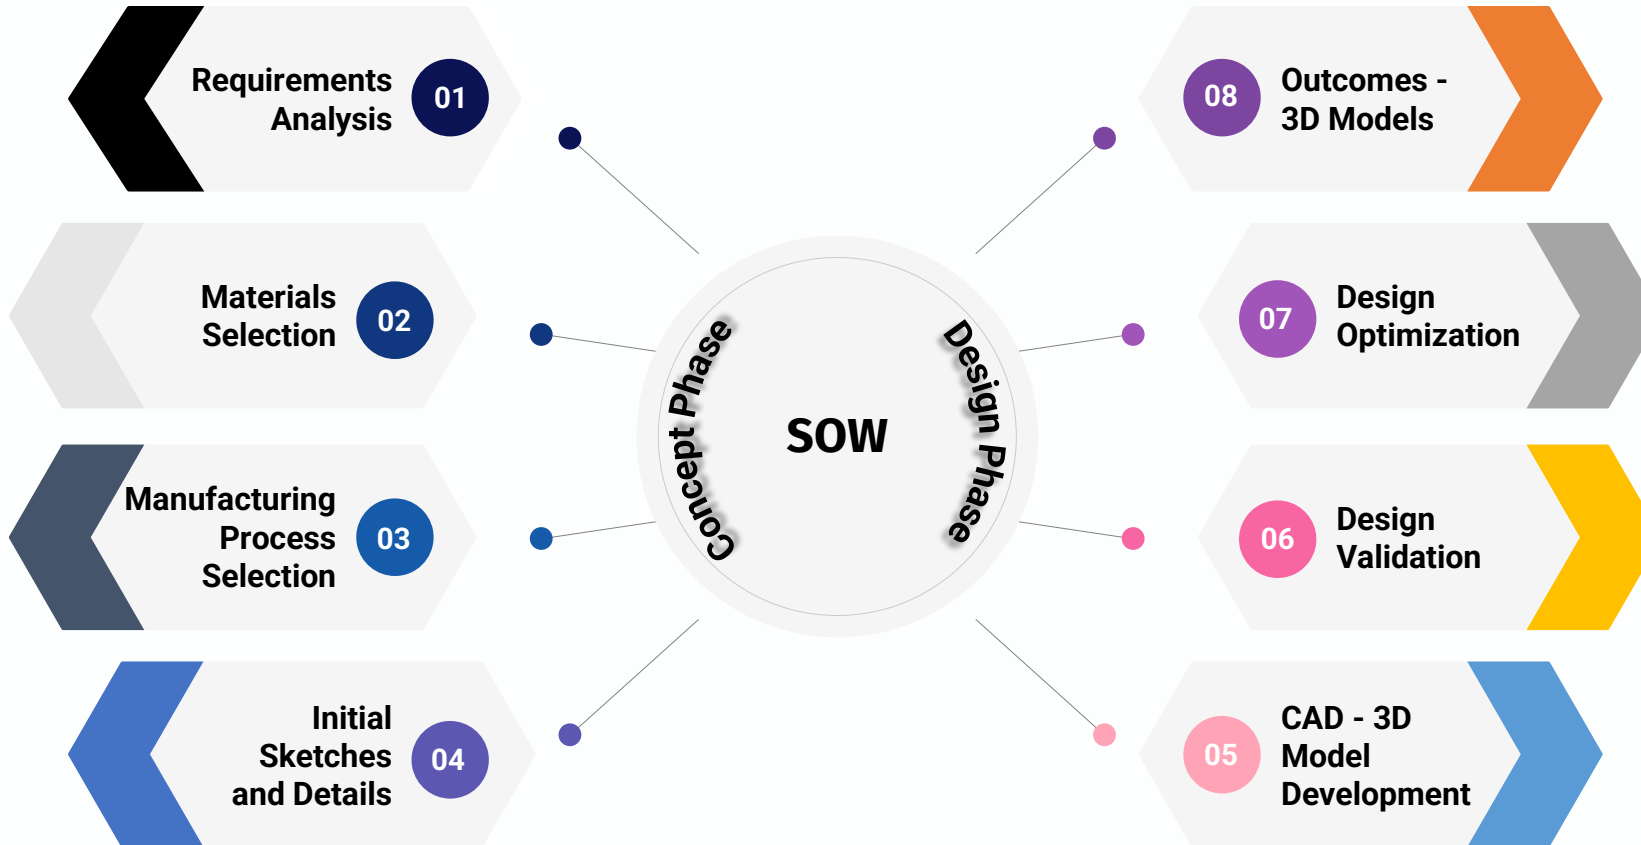 Requirements
Analysis
01
Materials
Selection
02
Manufacturing
Process
Selection
03
Initial
Sketches
and Details
04
Concept Phase
SOW
Design Phase
08
Outcomes -
3D Models
07
Design
Optimization
06
Design
Validation
05
CAD - 3D
Model
Development